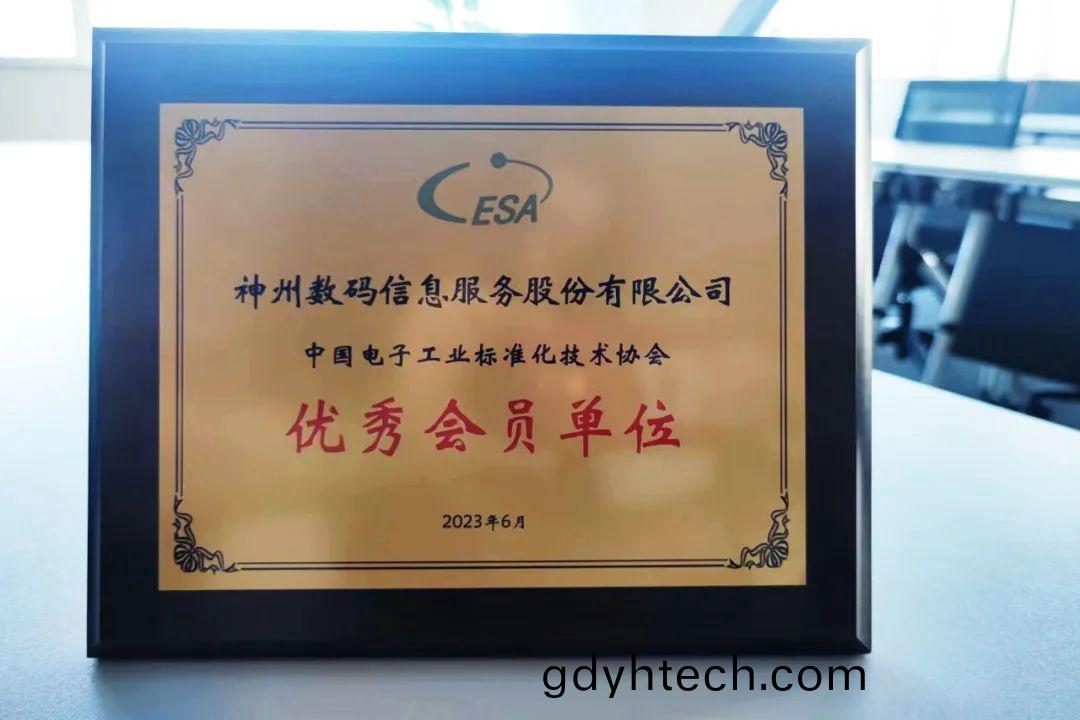 CESA
神州数码信息服务股份有限公司
中国电子工业标准化技术协会
优秀会员单位
2023年6月
gdyhtech.com